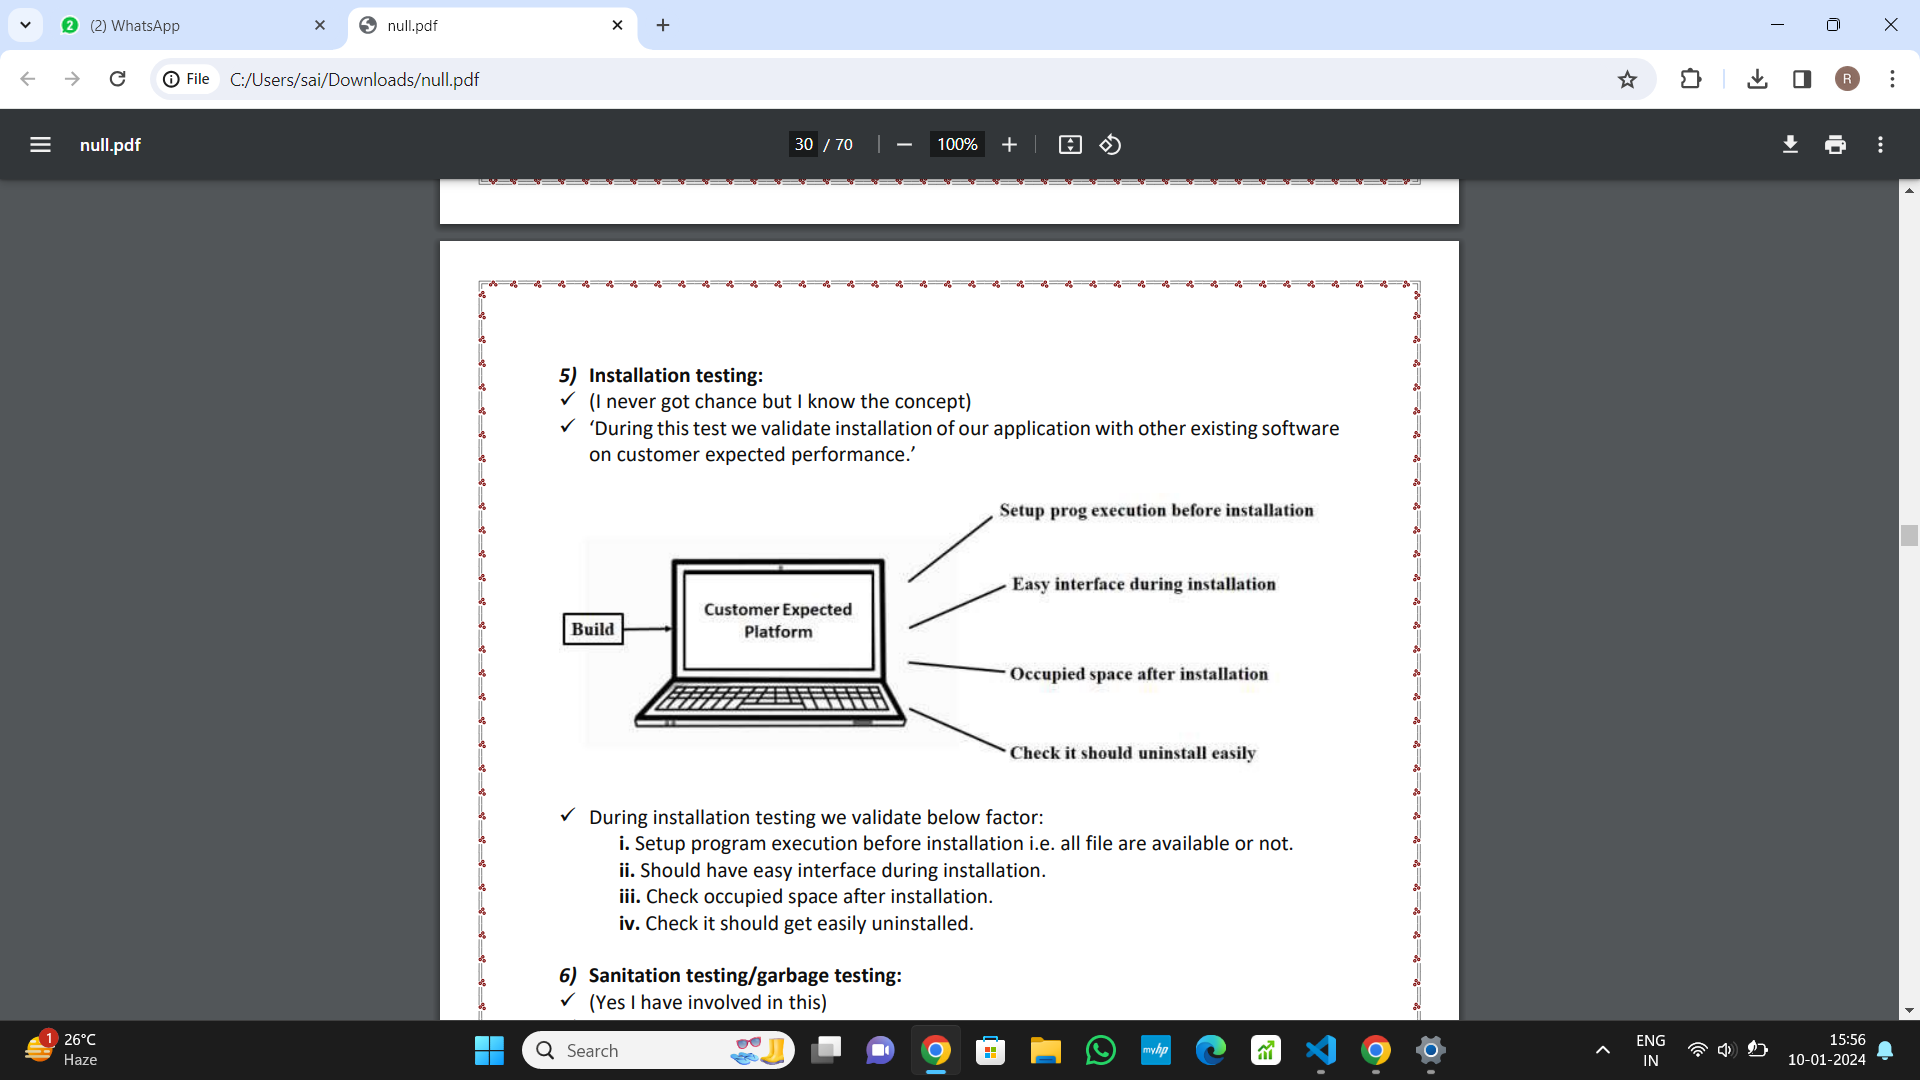 (2) WhatsApp
null.pdf
File C:/Users/sai/Downloads/null.pdf
R
null.pdf
30 / 70
100%
5) Installation testing:
✓ (I never got chance but I know the concept)
✓ ‘During this test we validate installation of our application with other existing software
on customer expected performance.’
Setup prog execution before installation
Easy interface during installation
Customer Expected
Platform
Build
Occupied space after installation
Check it should uninstall easily
✓ During installation testing we validate below factor:
i. Setup program execution before installation i.e. all file are available or not.
ii. Should have easy interface during installation.
iii. Check occupied space after installation.
iv. Check it should get easily uninstalled.
6) Sanitation testing/garbage testing:
✓ (Yes I have involved in this)
1
26°C
Haze
Search
myhp
ENG
IN
15:56
10-01-2024